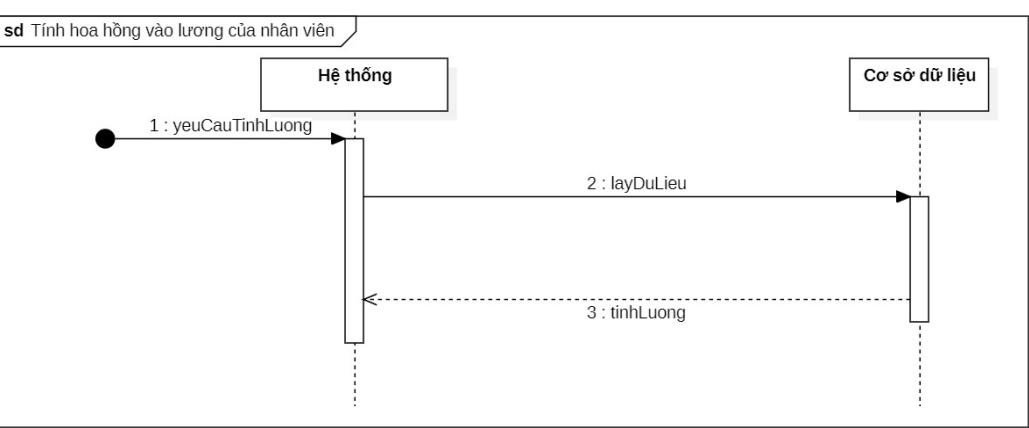 sd Tính hoa hồng vào lương của nhân viên
Hệ thống
Cơ sở dữ liệu
1 : yeuCauTinhLuong
2 : layDuLieu
3 : tinhLuong